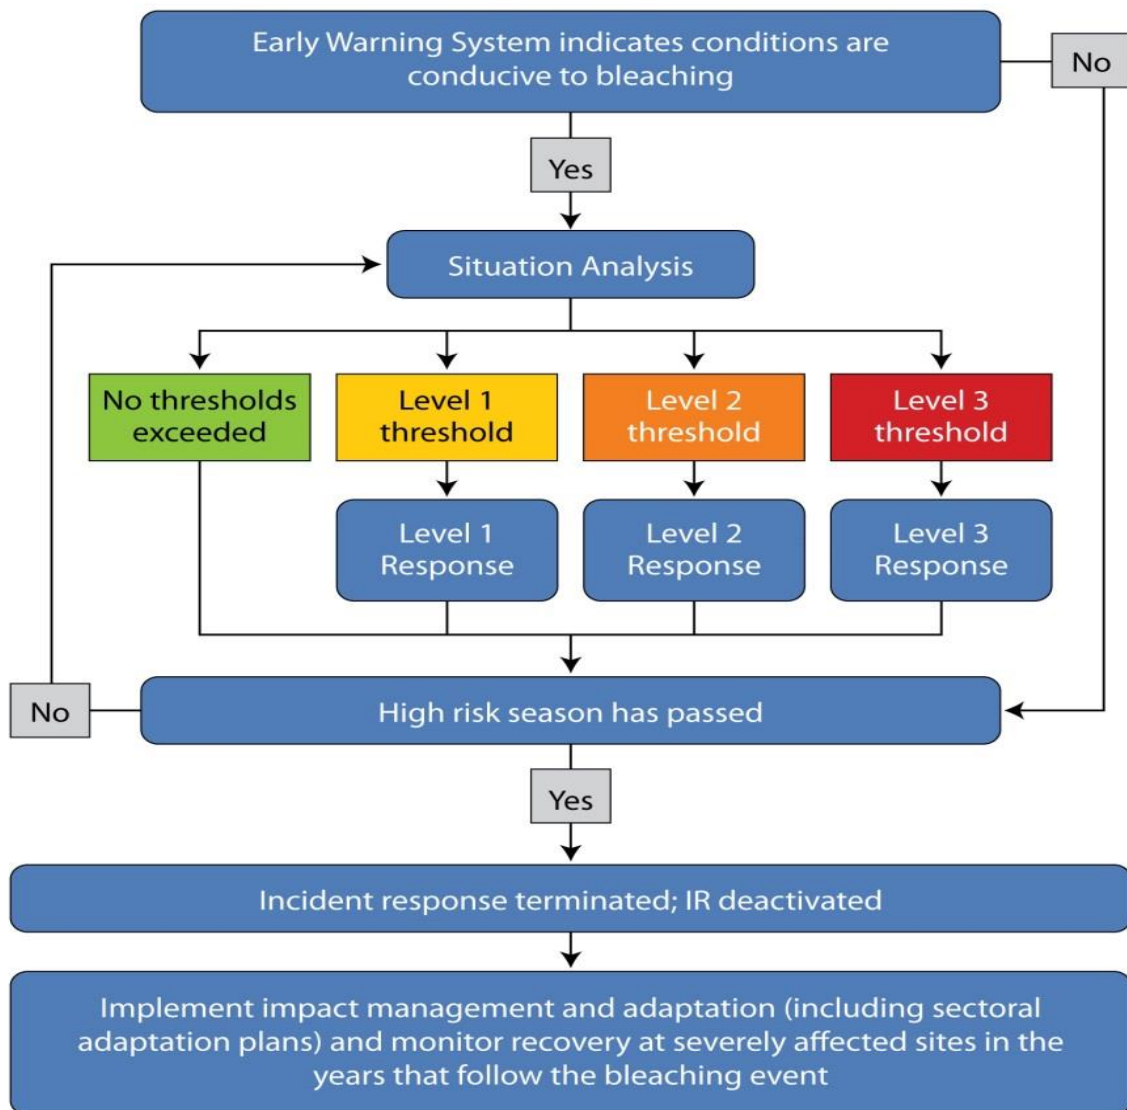 Early Warning System indicates conditions are
conducive to bleaching
No
Yes
Situation Analysis
No thresholds
exceeded
Level 1
threshold
Level 2
threshold
Level 3
threshold
Level 1
Response
Level 2
Response
Level 3
Response
No
High risk season has passed
Yes
Incident response terminated; IR deactivated
Implement impact management and adaptation (including sectoral
adaptation plans) and monitor recovery at severely affected sites in the
years that follow the bleaching event